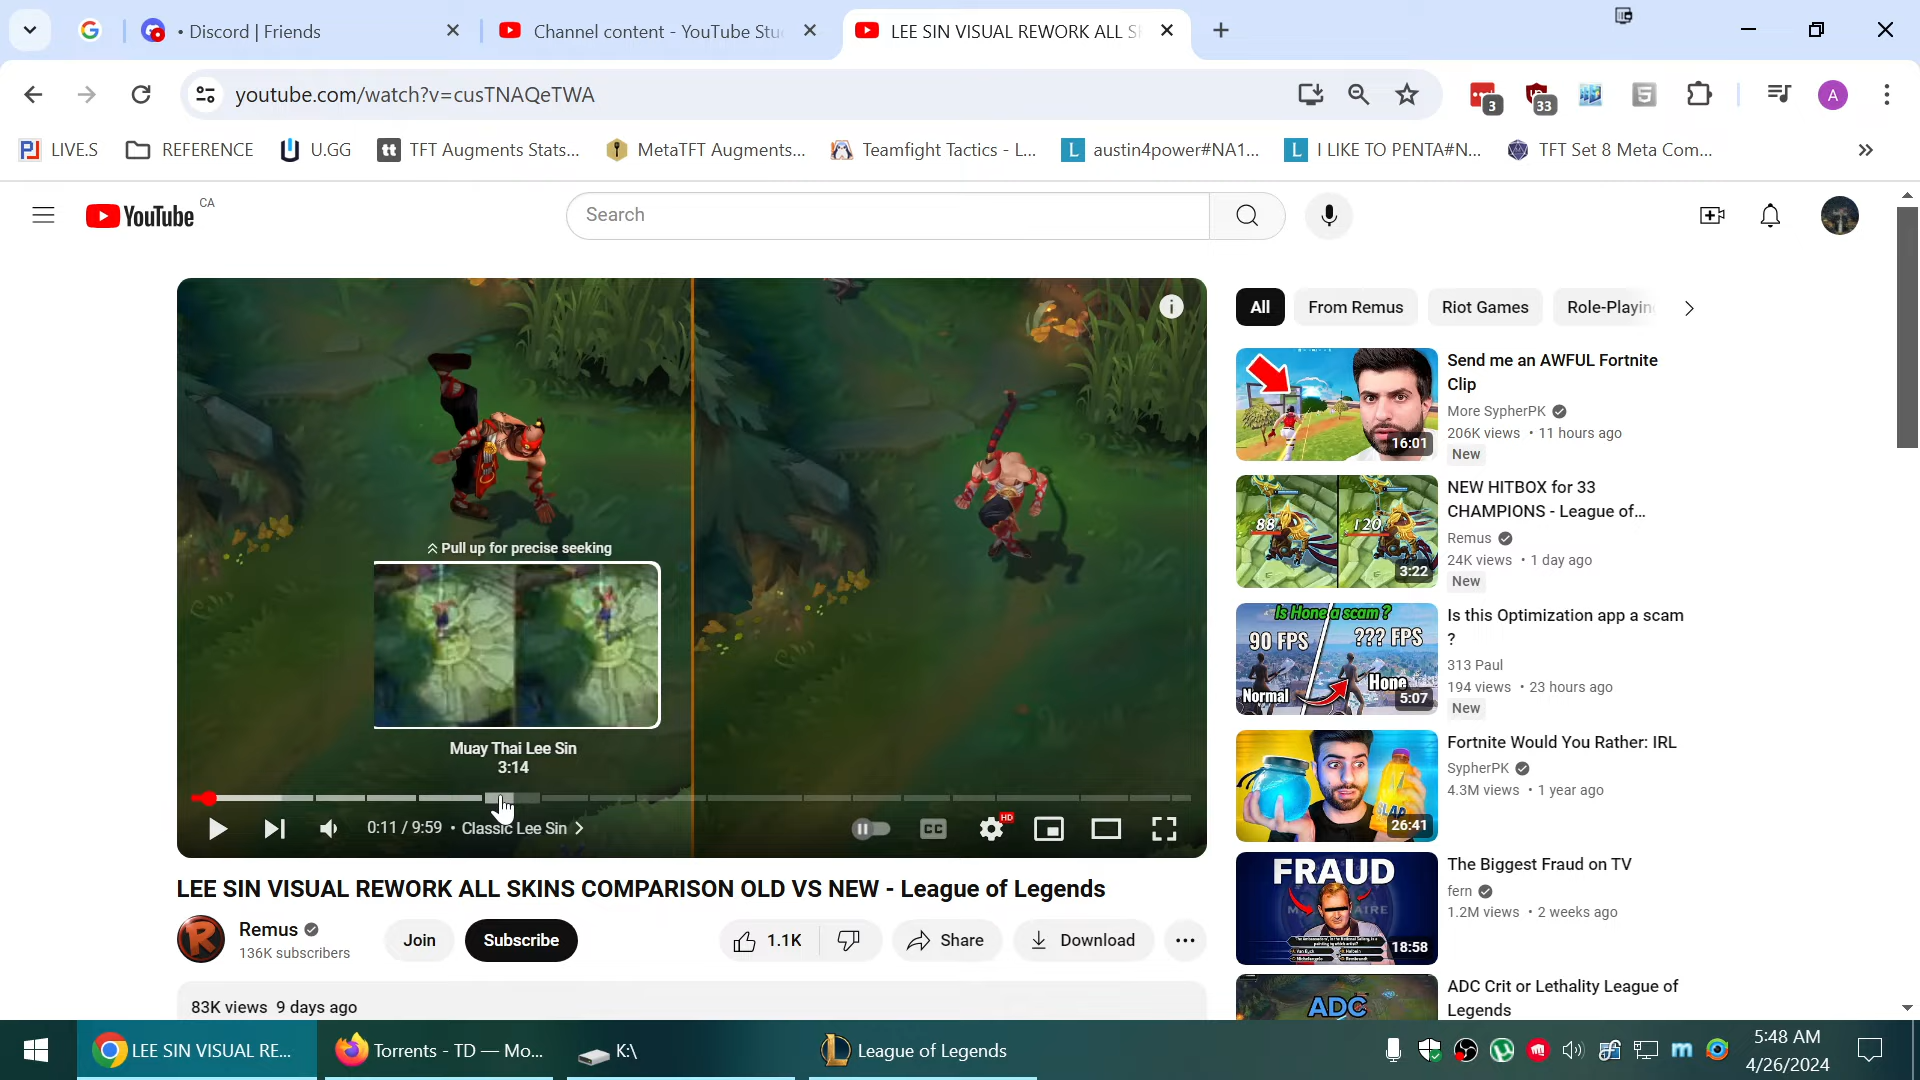 • Discord | Friends
Channel content - YouTube Stu
LEE SIN VISUAL REWORK ALL S
youtube.com/watch?v=cusTNAQeTWA
3
33
A
LIVE.S
REFERENCE
U.GG
TFT Augments Stats...
MetaTFT Augments...
Teamfight Tactics - L...
austin4power#NA1...
I LIKE TO PENTA#N...
TFT Set 8 Meta Com...
YouTube CA
Search
Pull up for precise seeking
Muay Thai Lee Sin
3:14
0:11 / 9:59 • Classic Lee Sin
CC
HD
LEE SIN VISUAL REWORK ALL SKINS COMPARISON OLD VS NEW - League of Legends
Remus
136K subscribers
Join
Subscribe
1.1K
Share
Download
83K views 9 days ago
All
From Remus
Riot Games
Role-Playin
16:01
Send me an AWFUL Fortnite
Clip
More SypherPK
206K views • 11 hours ago
New
88
120
3:22
NEW HITBOX for 33
CHAMPIONS - League of...
Remus
24K views • 1 day ago
New
Is Hone a scam?
90 FPS
??? FPS
Normal
Hone
5:07
Is this Optimization app a scam
?
313 Paul
194 views • 23 hours ago
New
26:41
Fortnite Would You Rather: IRL
SypherPK
4.3M views • 1 year ago
FRAUD
18:58
The Biggest Fraud on TV
fern
1.2M views • 2 weeks ago
ADC
ADC Crit or Lethality League of
Legends
LEE SIN VISUAL RE...
Torrents - TD — Mo...
K:\
League of Legends
5:48 AM
4/26/2024